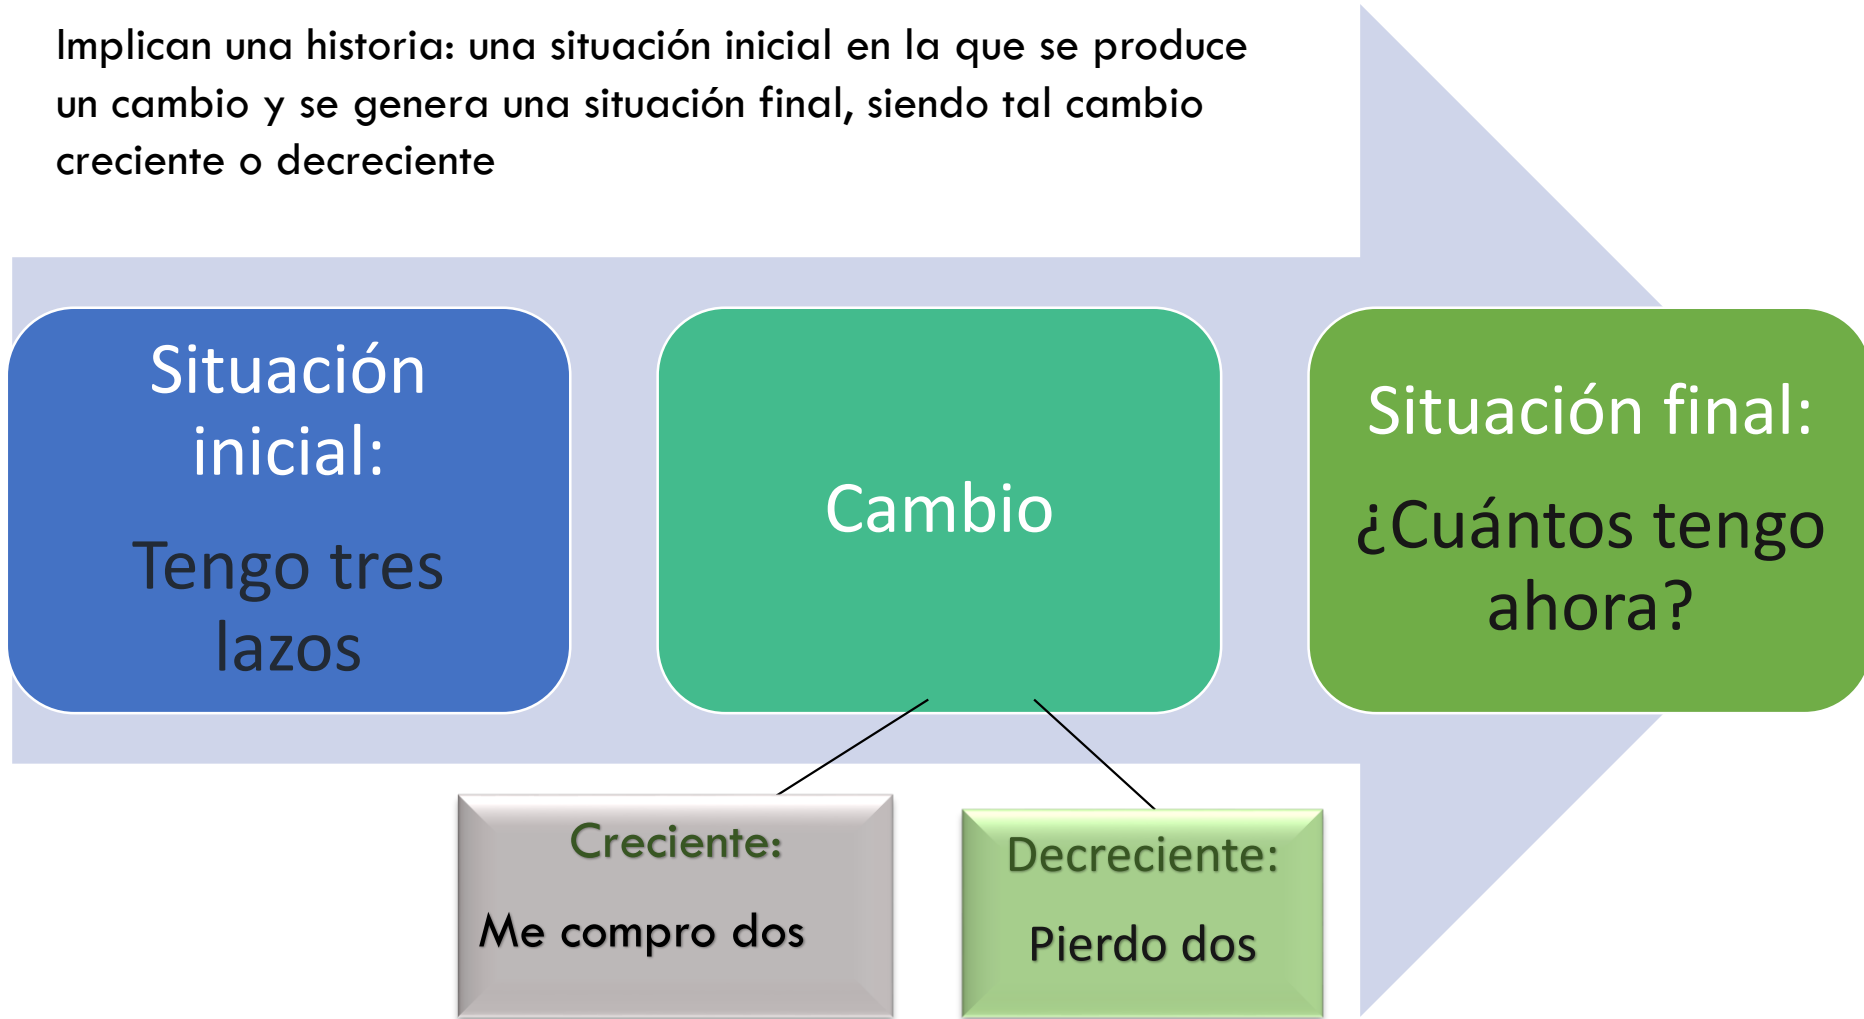 Implican una historia: una situación inicial en la que se produce
un cambio y se genera una situación final, siendo tal cambio
creciente o decreciente
Situación
inicial:
Tengo tres
lazos
Cambio
Situación final:
¿Cuántos tengo
ahora?
Creciente:
Me compro dos
Decreciente:
Pierdo dos